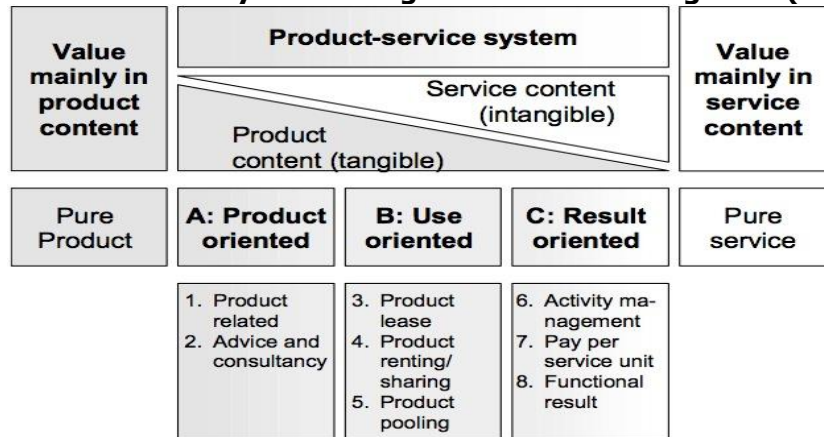 Value
mainly in
product
content
Product-service system
Service content
(intangible)
Product
content (tangible)
Value
mainly in
service
content
Pure
Product
A: Product
oriented
B: Use
oriented
C: Result
oriented
Pure
service
1. Product
related
2. Advice and
consultancy
3. Product
lease
4. Product
renting/
sharing
5. Product
pooling
6. Activity ma-
nagement
7. Pay per
service unit
8. Functional
result